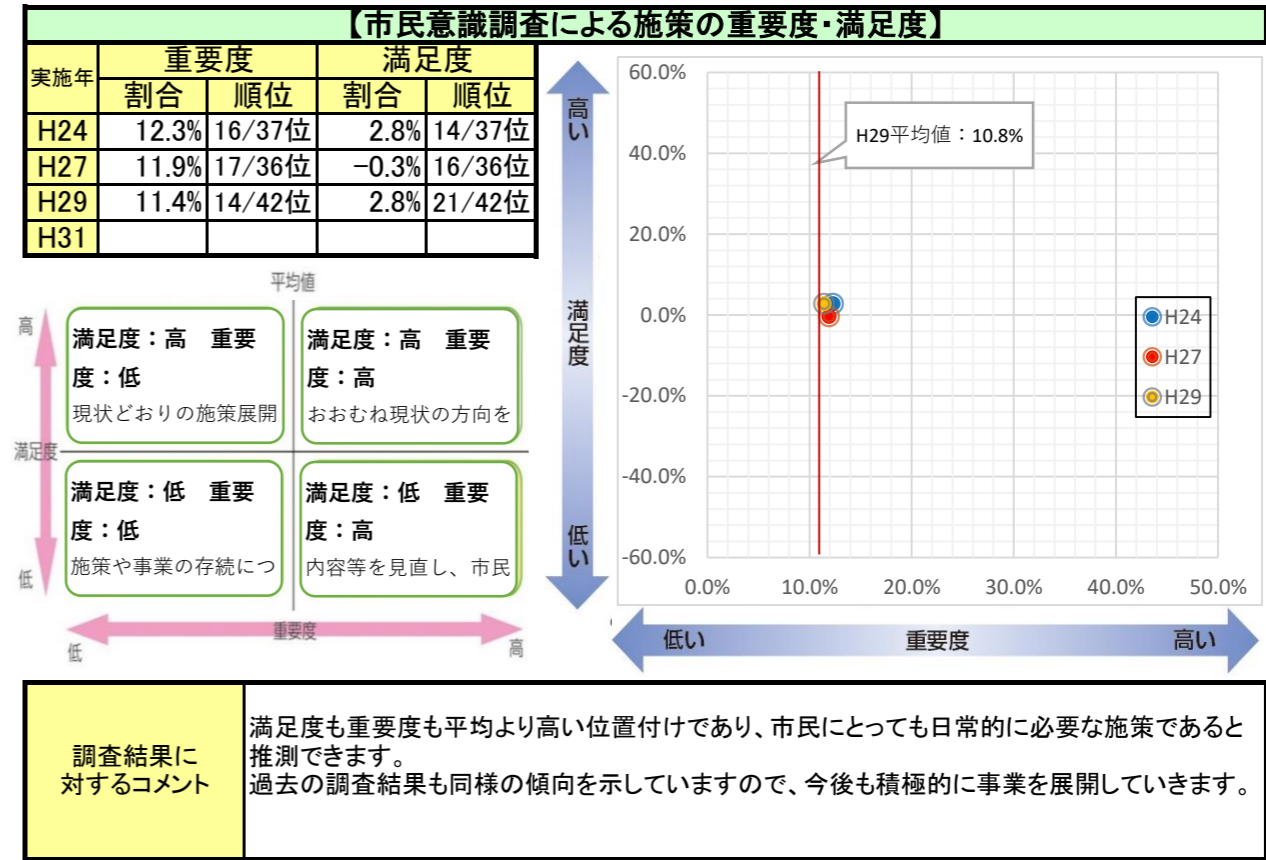 【市民意識調査による施策の重要度・満足度】
実施年 重要度 満足度
割合 順位 割合 順位
H24 12.3% 16/37位 2.8% 14/37位
H27 11.9% 17/36位 -0.3% 16/36位
H29 11.4% 14/42位 2.8% 21/42位
H31
平均値
高
満足度：高　重要
度：低
現状どおりの施策展開
満足度：高　重要
度：高
おおむね現状の方向を
満足度
満足度：低　重要
度：低
施策や事業の存続につ
満足度：低　重要
度：高
内容等を見直し、市民
低
重要度
低
高
高い
満足度
低い
60.0%
40.0%
20.0%
0.0%
-20.0%
-40.0%
-60.0%
H29平均値：10.8%
H24
H27
H29
0.0% 10.0% 20.0% 30.0% 40.0% 50.0%
低い 重要度 高い
調査結果に
対するコメント
満足度も重要度も平均より高い位置付けであり、市民にとっても日常的に必要な施策であると
推測できます。
過去の調査結果も同様の傾向を示していますので、今後も積極的に事業を展開していきます。